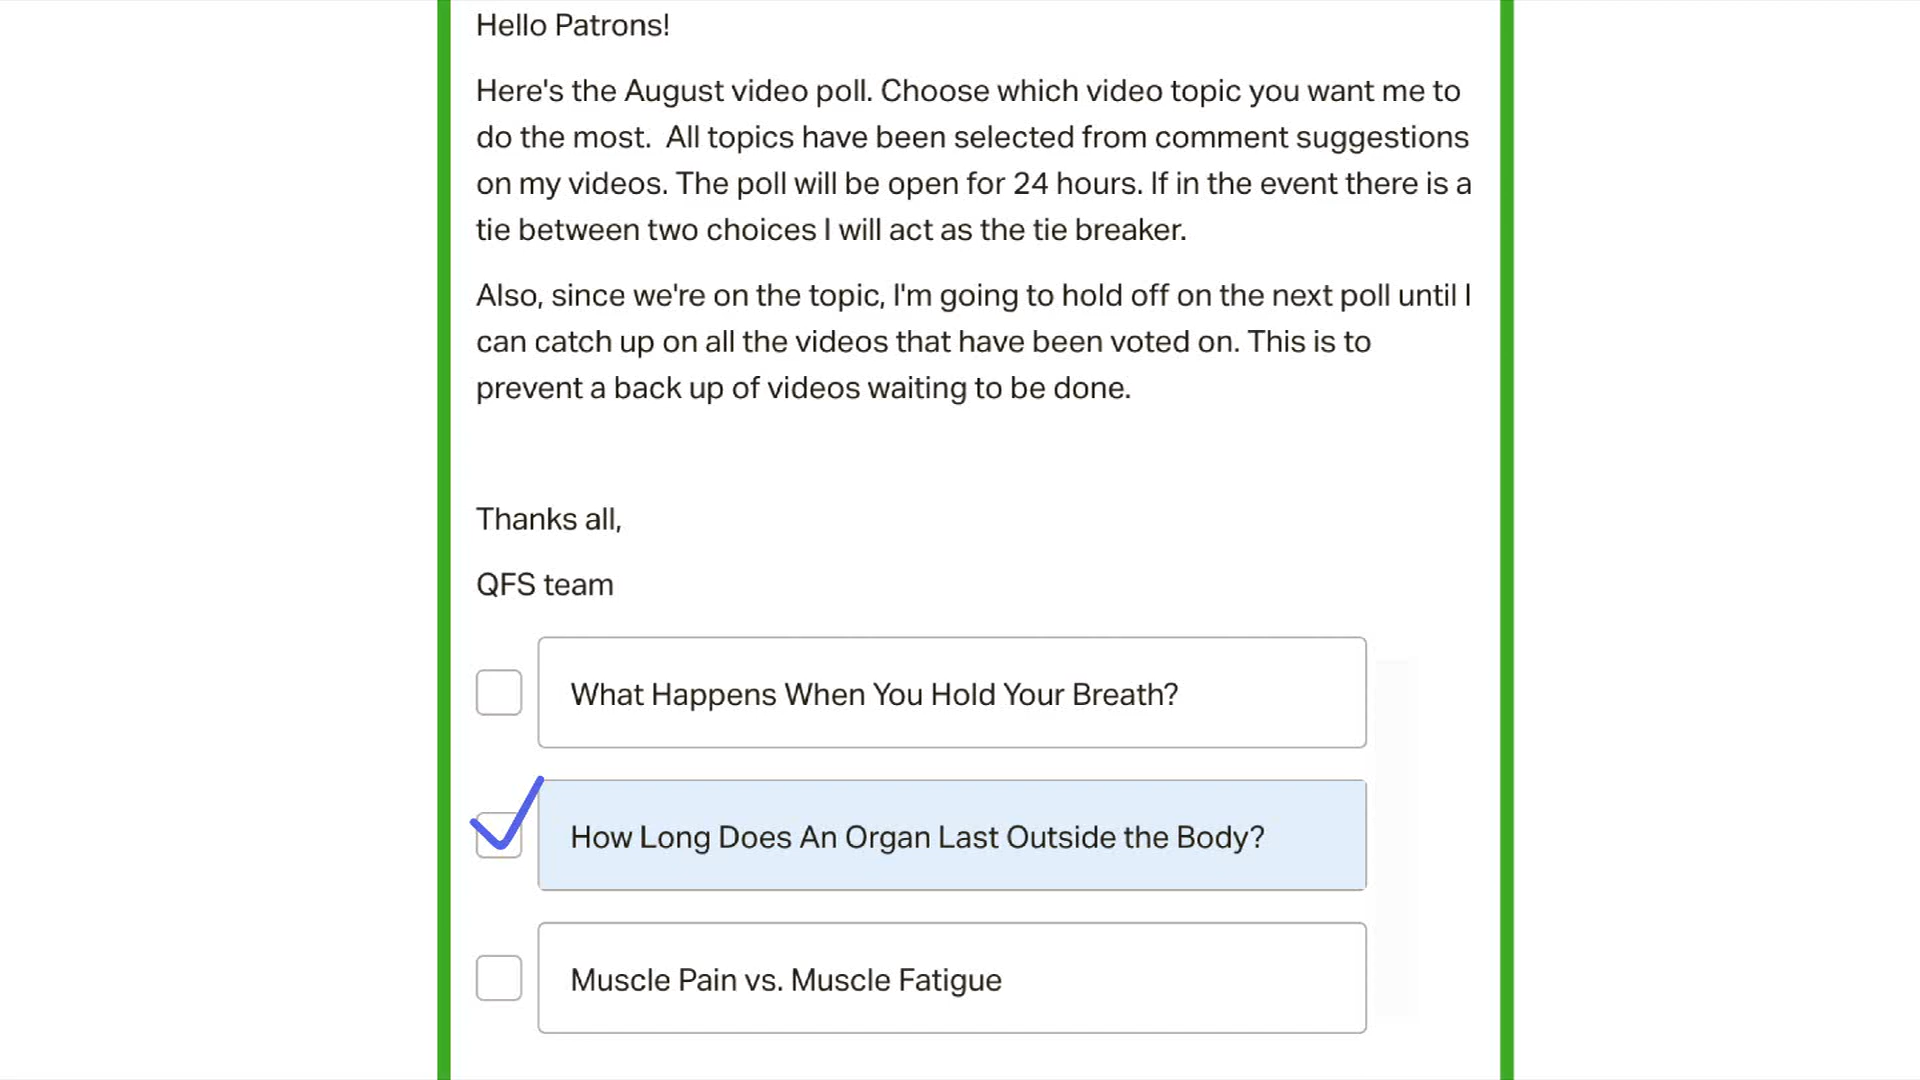 Hello Patrons!
Here's the August video poll. Choose which video topic you want me to
do the most.  All topics have been selected from comment suggestions
on my videos. The poll will be open for 24 hours. If in the event there is a
tie between two choices I will act as the tie breaker.
Also, since we're on the topic, I'm going to hold off on the next poll until I
can catch up on all the videos that have been voted on. This is to
prevent a back up of videos waiting to be done.
Thanks all,
QFS team
What Happens When You Hold Your Breath?
How Long Does An Organ Last Outside the Body?
Muscle Pain vs. Muscle Fatigue